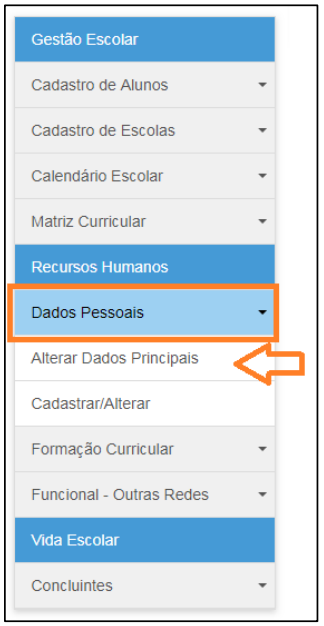 Gestão Escolar
Cadastro de Alunos
Cadastro de Escolas
Calendário Escolar
Matriz Curricular
Recursos Humanos
Dados Pessoais
Alterar Dados Principais
Cadastrar/Alterar
Formação Curricular
Funcional - Outras Redes
Vida Escolar
Concluintes